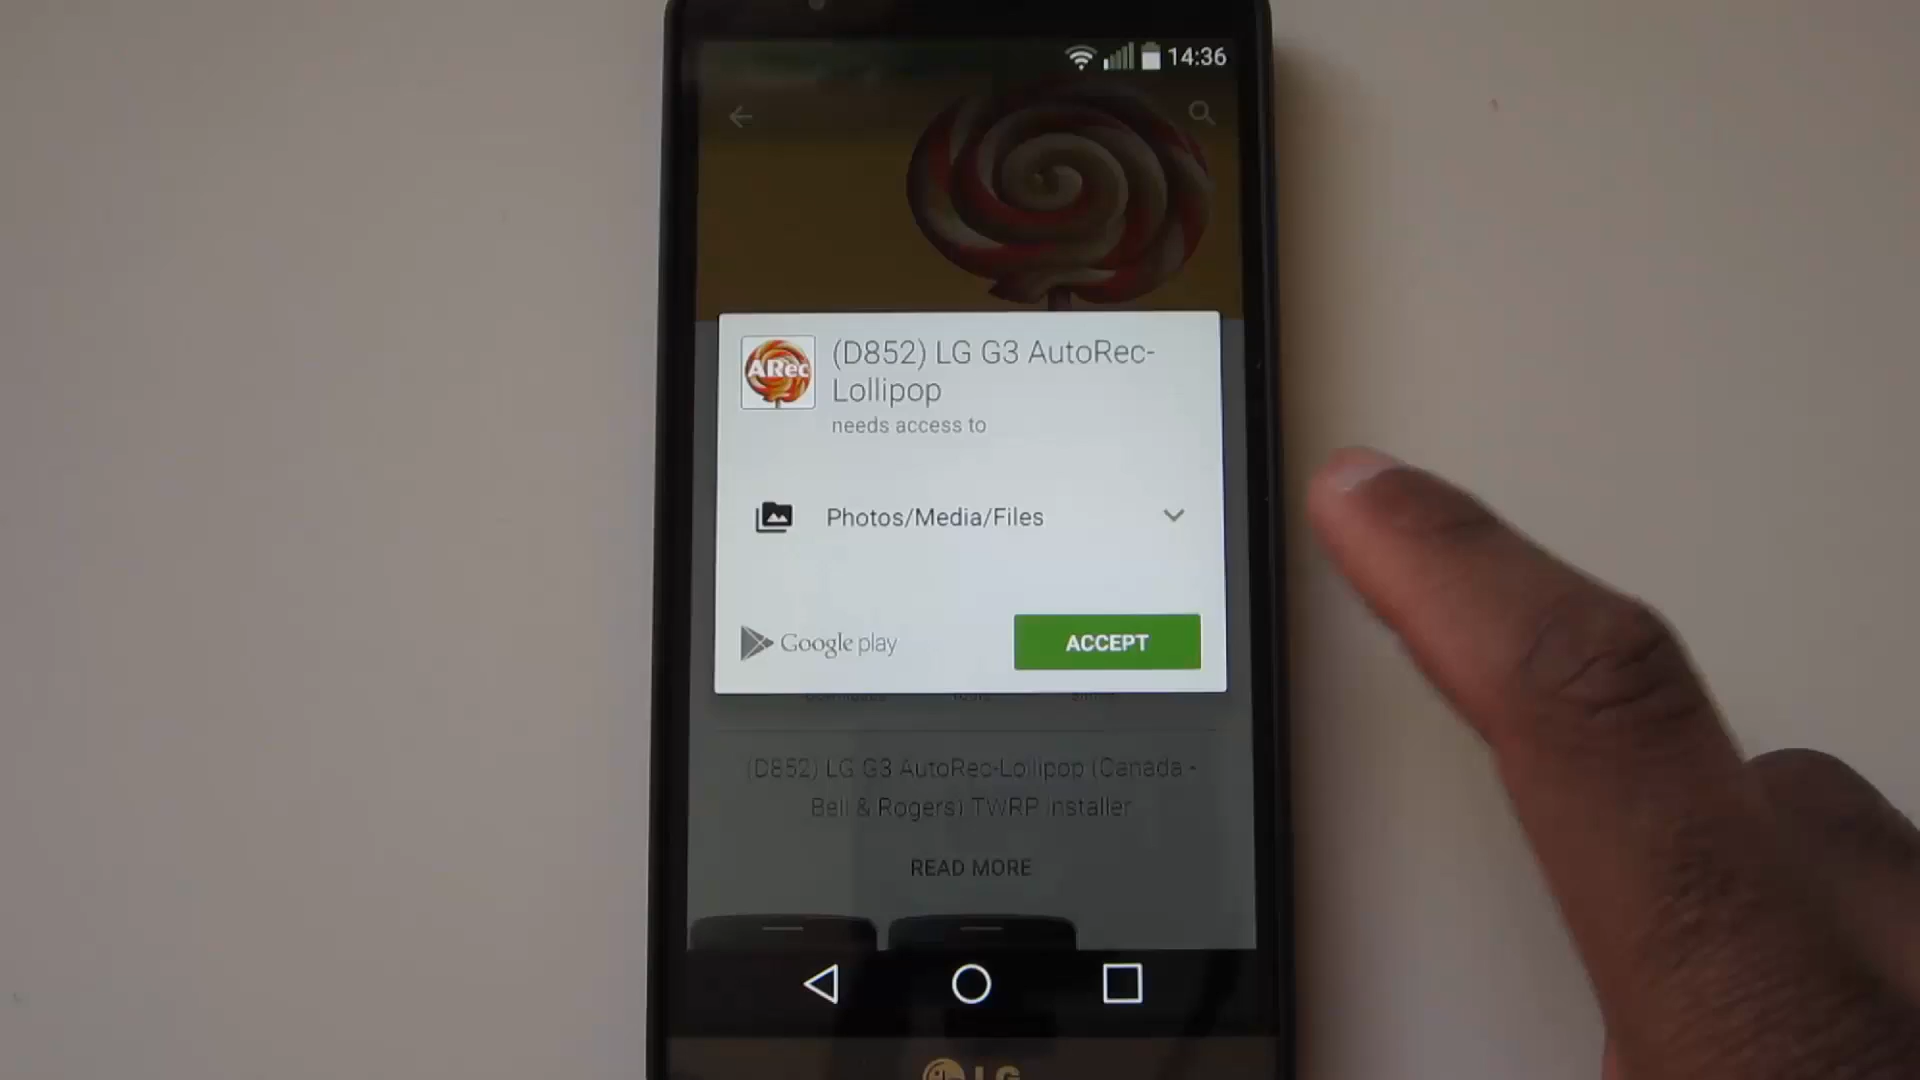 14:36
ARec
(D852) LG G3 AutoRec-
Lollipop
needs access to
Photos/Media/Files
Google play
ACCEPT
(D852) LG G3 AutoRec-Lollipop (Canada -
Bell & Rogers) TWRP Installer
READ MORE
LG